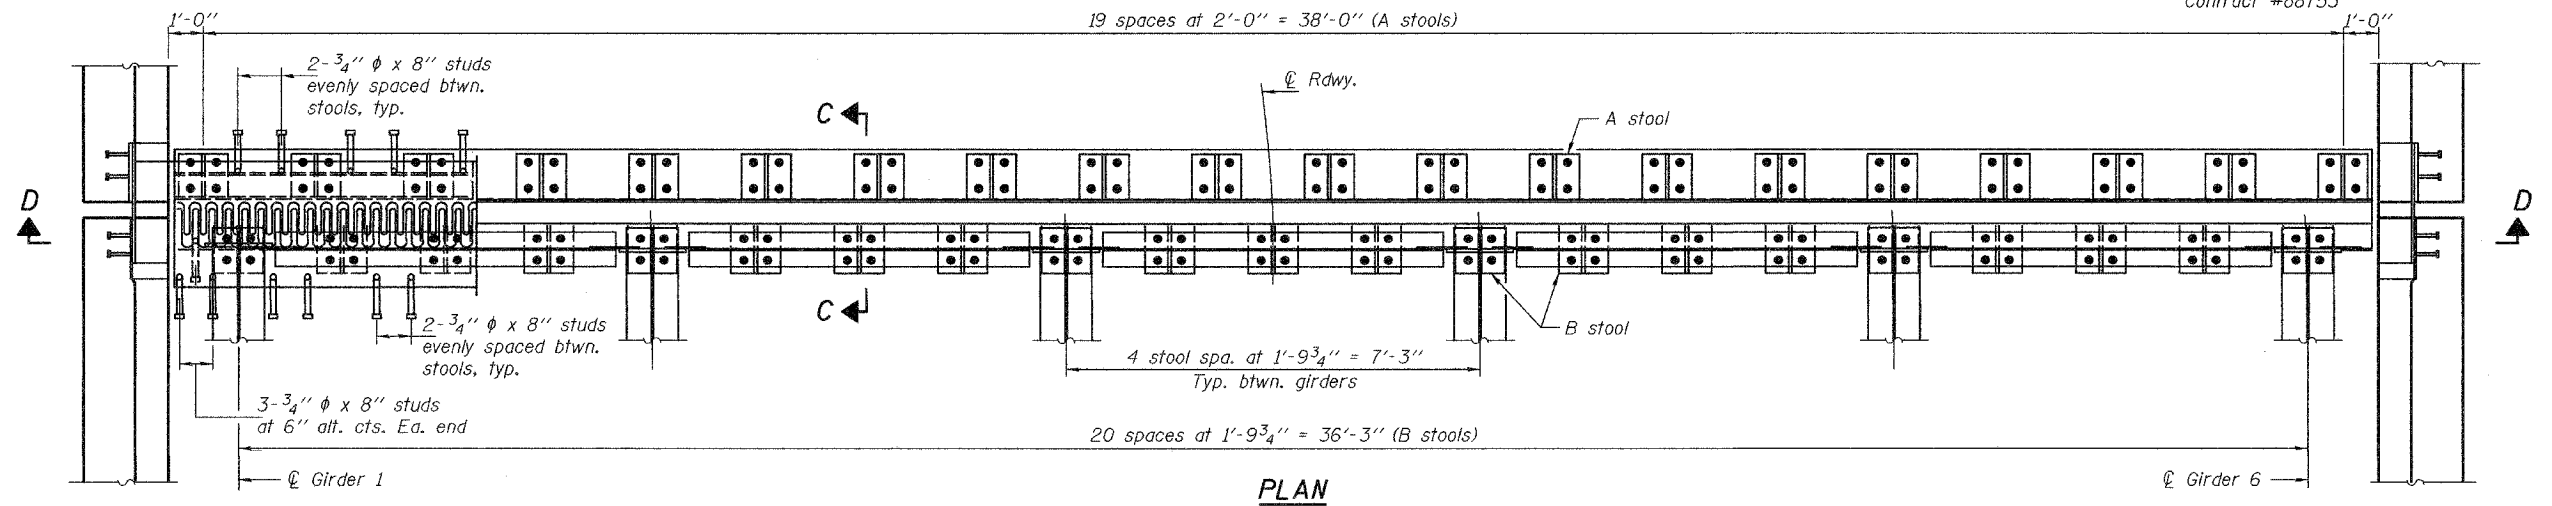 Contract #68755
1'-0"
19 spaces at 2'-0" = 38'-0" (A stools)
1'-0"
2-3/4" ϕ x 8" studs
evenly spaced btwn.
stools, typ.
℄ Rdwy.
C
A stool
D
D
C
2-3/4" ϕ x 8" studs
evenly spaced btwn.
stools, typ.
B stool
4 stool spa. at 1'-9 3/4" = 7'-3"
Typ. btwn. girders
3-3/4" ϕ x 8" studs
at 6" alt. cts. Ea. end
20 spaces at 1'-9 3/4" = 36'-3" (B stools)
℄ Girder 1
℄ Girder 6
PLAN